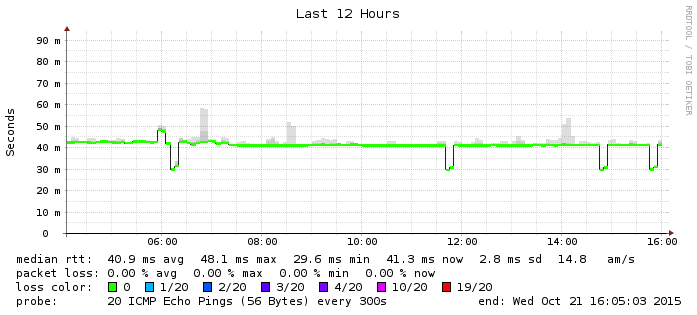 Last 12 Hours
RRDTOOL / TOBI OETIKER
Seconds
90 m
80 m
70 m
60 m
50 m
40 m
30 m
20 m
10 m
0
06:00 08:00 10:00 12:00 14:00 16:00
median rtt: 40.9 ms avg 48.1 ms max 29.6 ms min 41.3 ms now 2.8 ms sd 14.8 am/s
packet loss: 0.00 % avg 0.00 % max 0.00 % min 0.00 % now
loss color: 0 1/20 2/20 3/20 4/20 10/20 19/20
probe: 20 ICMP Echo Pings (56 Bytes) every 300s end: Wed Oct 21 16:05:03 2015